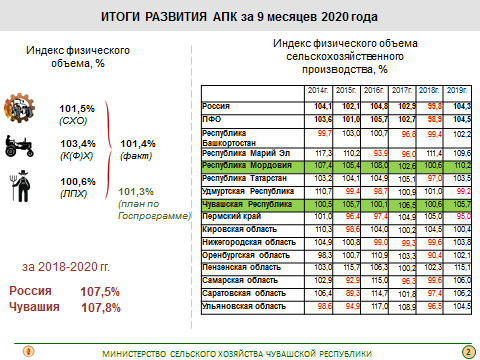 ИТОГИ РАЗВИТИЯ АПК за 9 месяцев 2020 года
Индекс физического
объема, %
101,5%
(СХО)
103,4%
(К(Ф)Х)
100,6%
(ЛПХ)
101,4%
(факт)
101,3%
(план по
Госпрограмме)
за 2018-2020 гг.
Россия 107,5%
Чувашия 107,8%
Индекс физического объема
сельскохозяйственного
производства, %
2014г. 2015г. 2016г. 2017г. 2018г. 2019г.
Россия 104,1 102,1 104,8 102,9 99,8 104,3
ПФО 103,6 101,0 105,7 102,7 98,9 104,5
Республика
Башкортостан 99,7 103,0 100,7 96,8 99,4 102,2
Республика Марий Эл 117,3 110,2 93,9 96,0 111,4 109,6
Республика Мордовия 107,4 105,4 108,0 102,6 100,6 110,2
Республика Татарстан 103,2 104,1 104,9 105,1 97,0 103,5
Удмуртская Республика 110,7 99,4 98,7 100,9 101,0 99,2
Чувашская Республика 100,5 105,7 100,1 106,5 100,6 105,7
Пермский край 101,0 96,4 97,4 104,9 105,0 95,0
Кировская область 110,3 98,6 104,0 100,2 104,5 100,4
Нижегородская область 104,9 100,8 99,0 99,3 99,6 103,8
Оренбургская область 98,3 100,7 110,9 103,3 90,4 102,1
Пензенская область 103,0 115,7 106,3 100,2 102,3 115,1
Самарская область 102,9 92,9 115,0 96,3 99,6 106,0
Саратовская область 106,4 89,3 114,7 101,8 97,4 106,2
Ульяновская область 98,6 94,9 117,0 108,9 96,5 104,5
МИНИСТЕРСТВО СЕЛЬСКОГО ХОЗЯЙСТВА ЧУВАШСКОЙ РЕСПУБЛИКИ
2